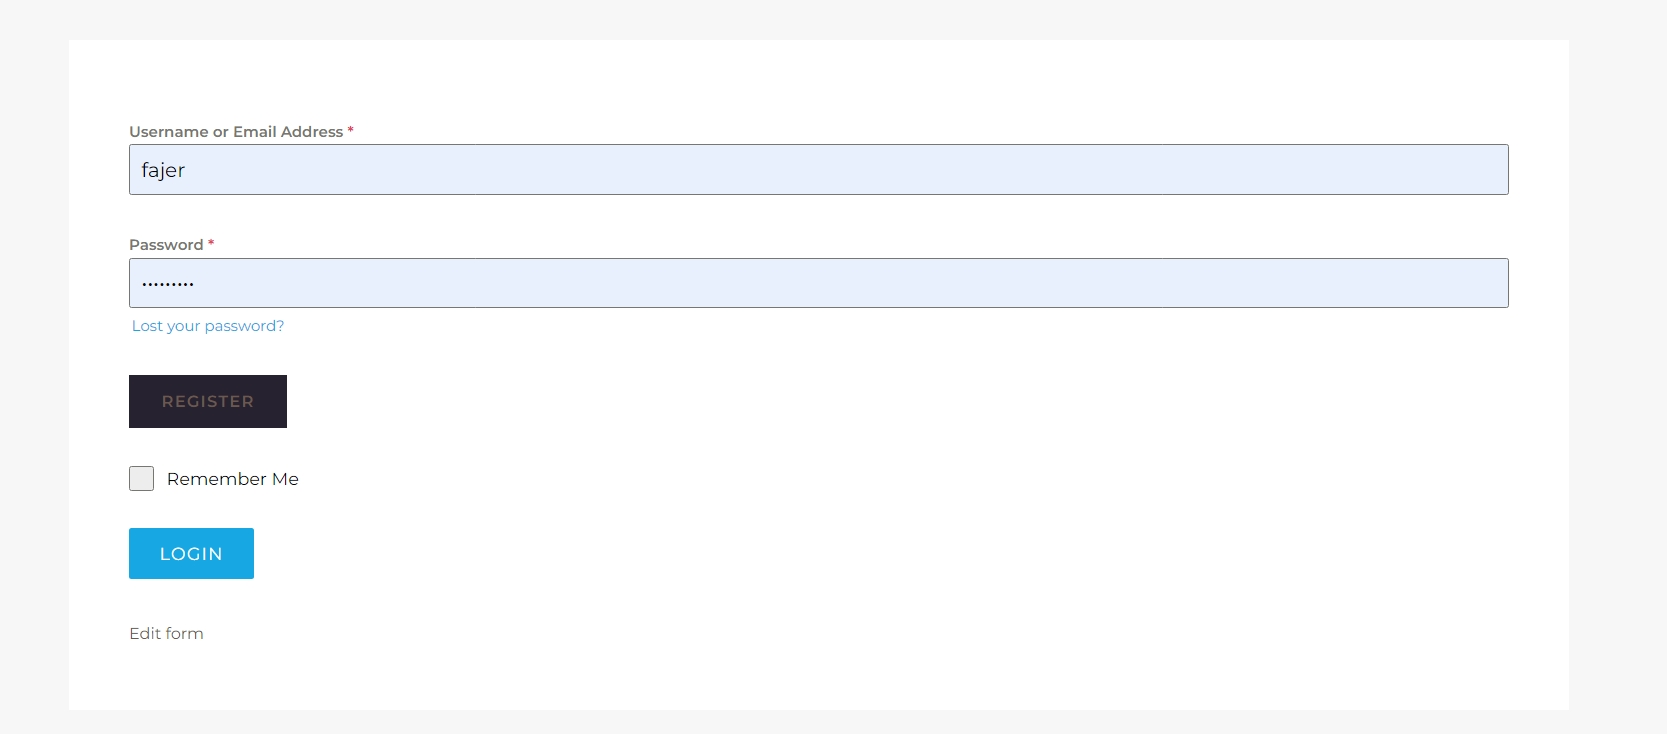 Username or Email Address *
fajer
Password *
•••••••••
Lost your password?
REGISTER
Remember Me
LOGIN
Edit form